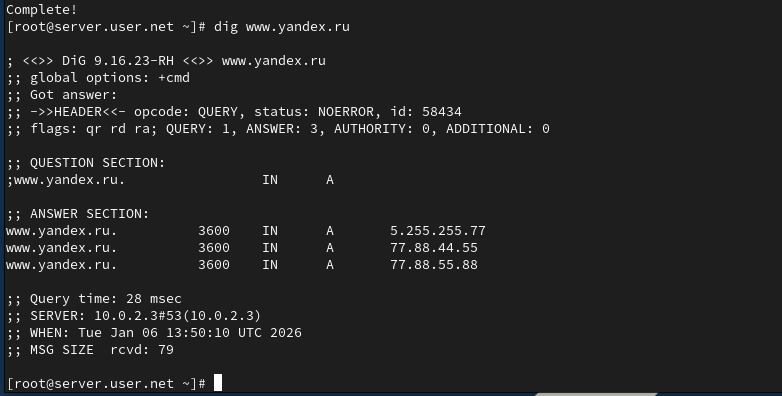 Complete!
[root@server.user.net ~]# dig www.yandex.ru
; <<>> DiG 9.16.23-RH <<>> www.yandex.ru
;; global options: +cmd
;; Got answer:
;; ->>HEADER<<- opcode: QUERY, status: NOERROR, id: 58434
;; flags: qr rd ra; QUERY: 1, ANSWER: 3, AUTHORITY: 0, ADDITIONAL: 0
;; QUESTION SECTION:
;www.yandex.ru. IN A
;; ANSWER SECTION:
www.yandex.ru. 3600 IN A 5.255.255.77
www.yandex.ru. 3600 IN A 77.88.44.55
www.yandex.ru. 3600 IN A 77.88.55.88
;; Query time: 28 msec
;; SERVER: 10.0.2.3#53(10.0.2.3)
;; WHEN: Tue Jan 06 13:50:10 UTC 2026
;; MSG SIZE  rcvd: 79
[root@server.user.net ~]#